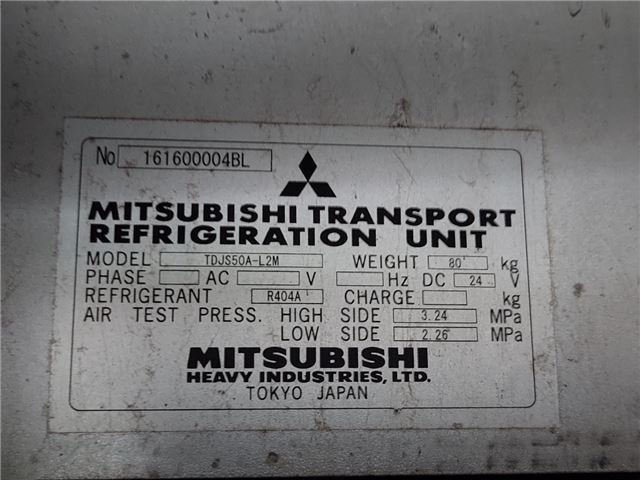 No 161600004BL
MITSUBISHI TRANSPORT
REFRIGERATION UNIT
MODEL TDJS50A-L2M WEIGHT 80 kg
PHASE AC V Hz DC 24 V
REFRIGERANT R404A CHARGE kg
AIR TEST PRESS. HIGH SIDE 3.24 MPa
LOW SIDE 2.26 MPa
MITSUBISHI
HEAVY INDUSTRIES, LTD.
TOKYO JAPAN